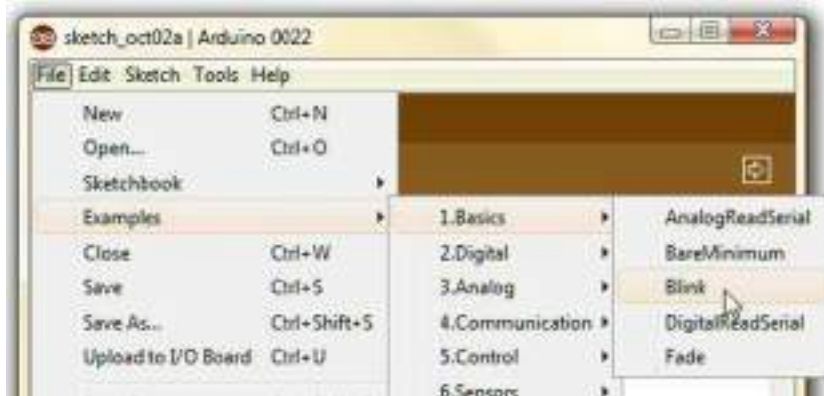 sketch_oct02a | Arduino 0022
File Edit Sketch Tools Help
New Ctrl+N
Open... Ctrl+O
Sketchbook
Examples
Close Ctrl+W
Save Ctrl+S
Save As... Ctrl+Shift+S
Upload to I/O Board Ctrl+U
1.Basics
2.Digital
3.Analog
4.Communication
5.Control
6.Sensors
AnalogReadSerial
BareMinimum
Blink
DigitalReadSerial
Fade